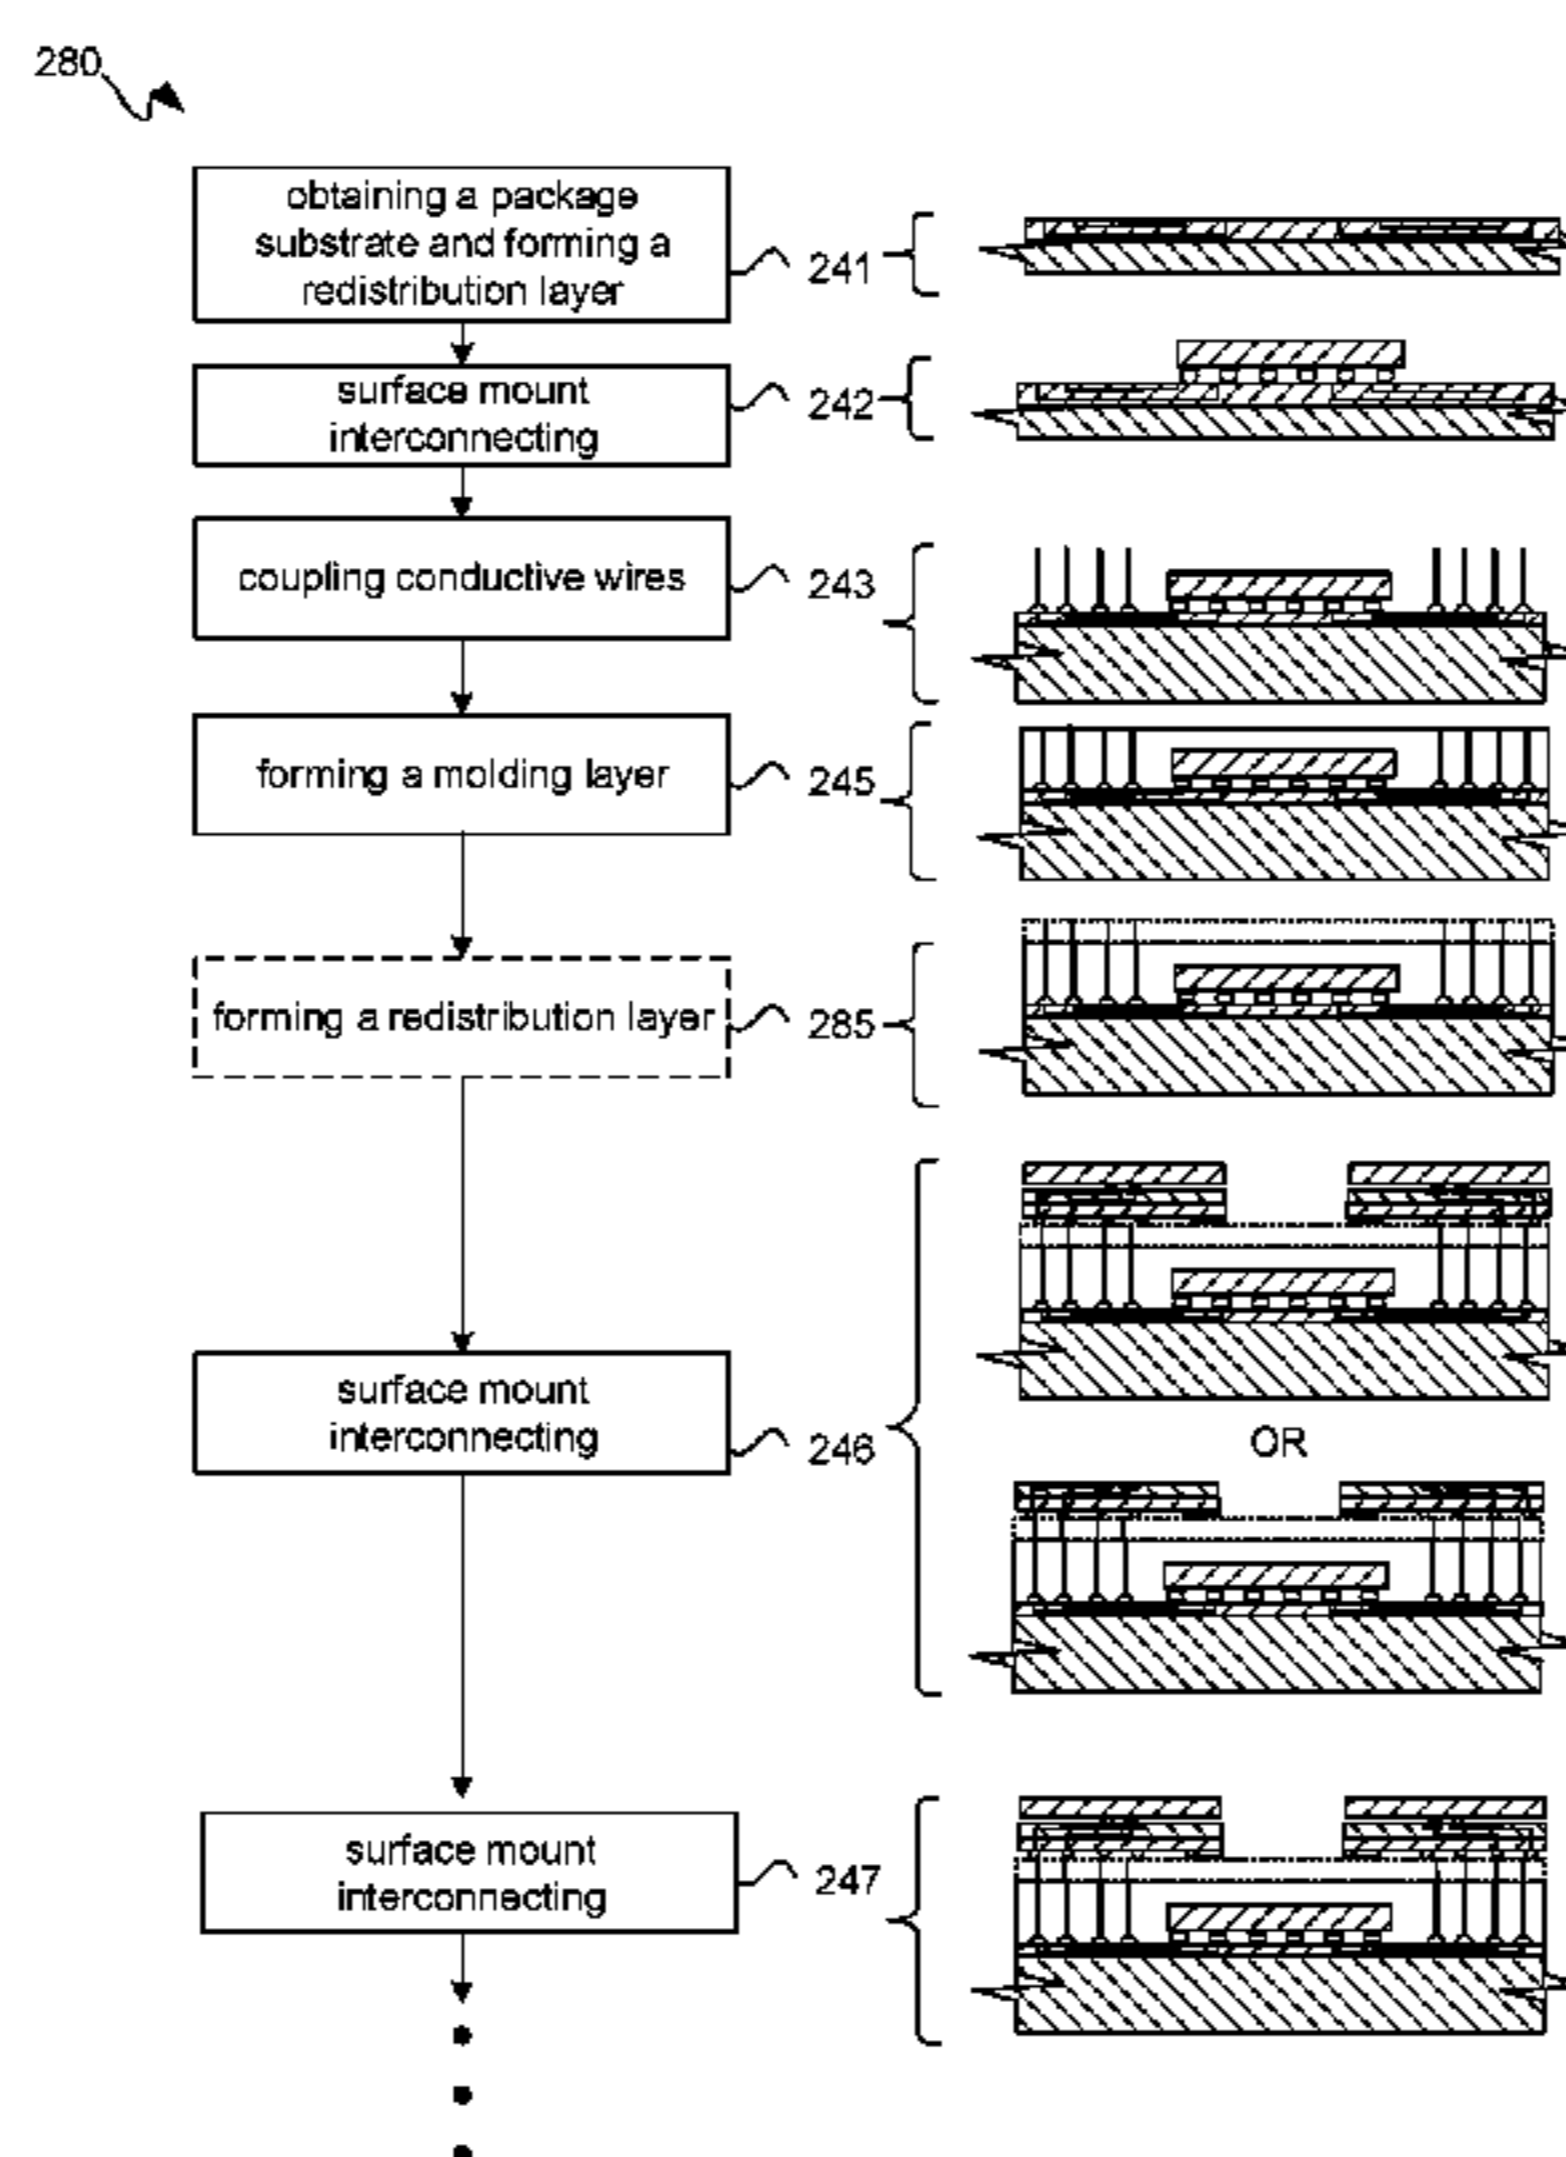 280
obtaining a package
substrate and forming a
redistribution layer
241
surface mount
interconnecting
242
coupling conductive wires
243
forming a molding layer
245
forming a redistribution layer
285
surface mount
interconnecting
246
OR
surface mount
interconnecting
247